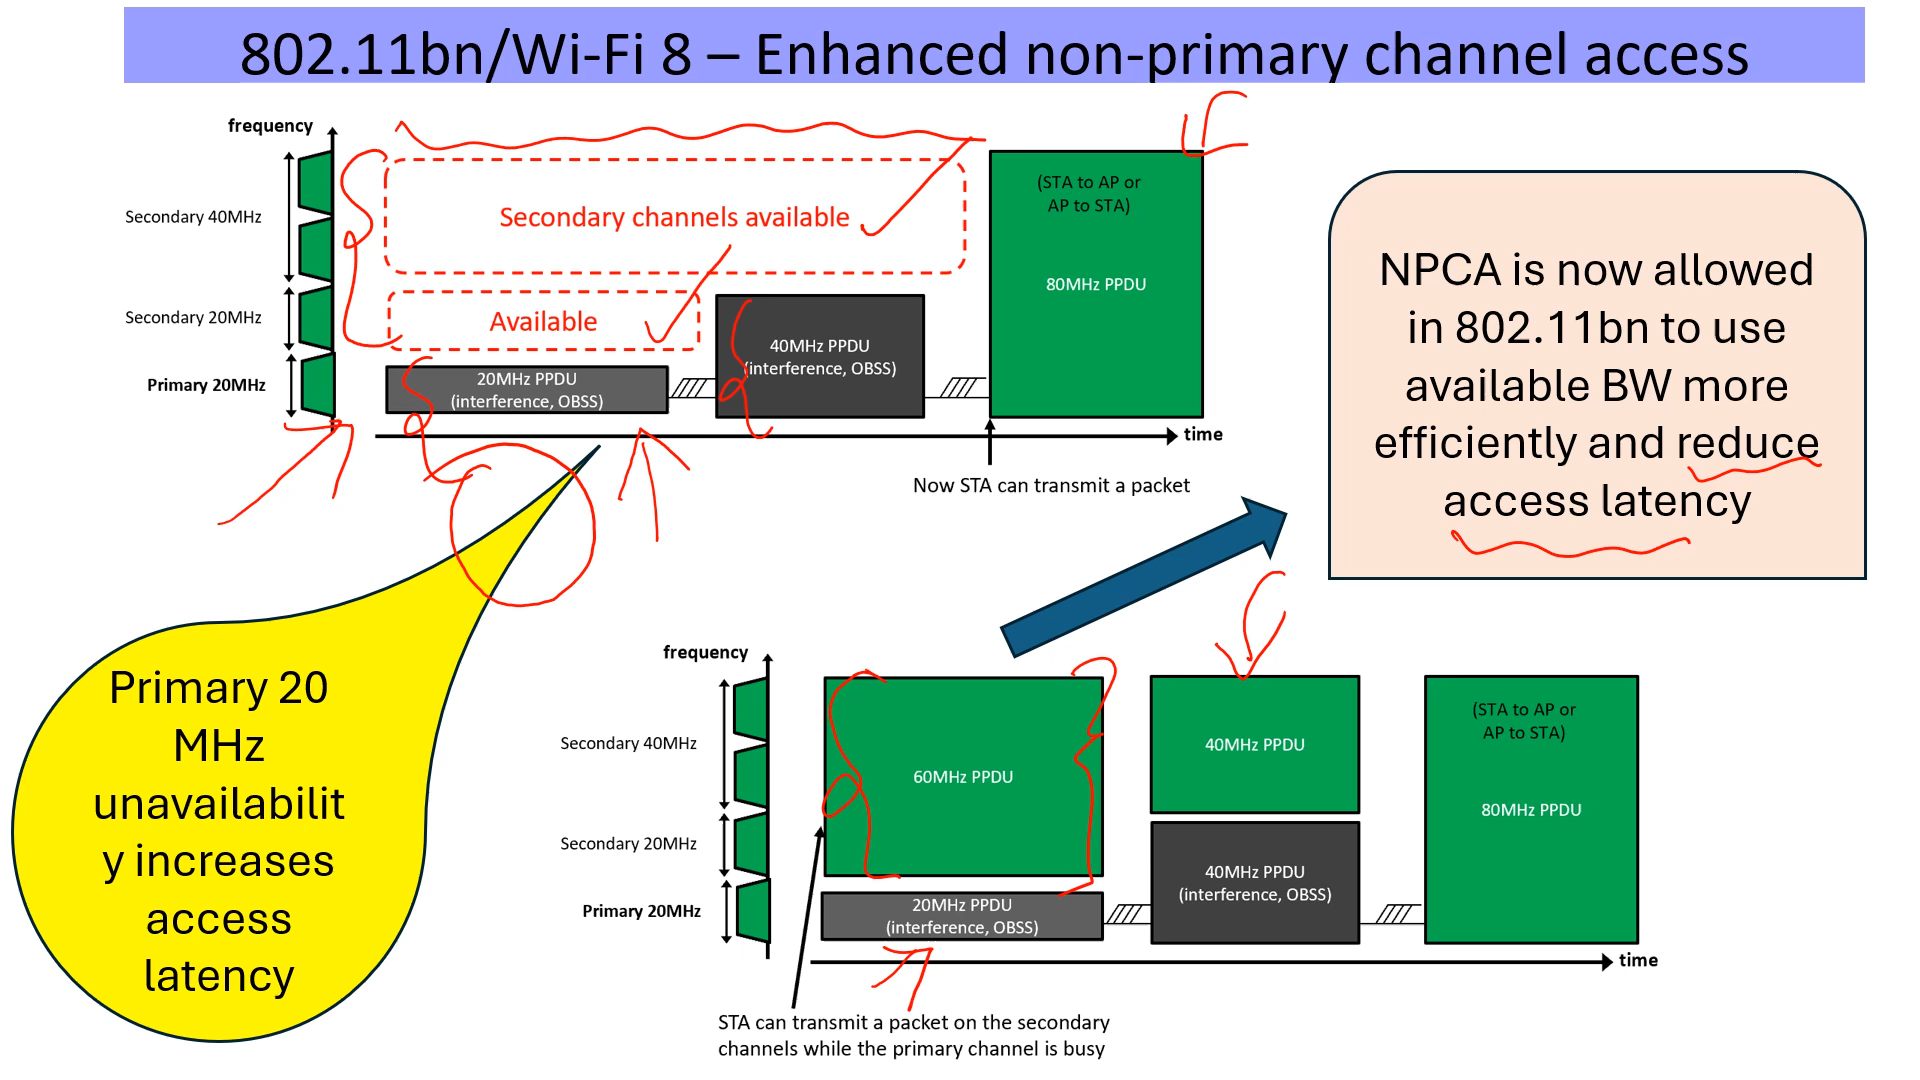 802.11bn/Wi-Fi 8 – Enhanced non-primary channel access
frequency
Secondary 40MHz
Secondary 20MHz
Primary 20MHz
Secondary channels available
Available
20MHz PPDU
(interference, OBSS)
40MHz PPDU
(interference, OBSS)
(STA to AP or
AP to STA)
80MHz PPDU
time
Now STA can transmit a packet
NPCA is now allowed
in 802.11bn to use
available BW more
efficiently and reduce
access latency
Primary 20
MHz
unavailabilit
y increases
access
latency
frequency
Secondary 40MHz
Secondary 20MHz
Primary 20MHz
60MHz PPDU
20MHz PPDU
(interference, OBSS)
40MHz PPDU
40MHz PPDU
(interference, OBSS)
(STA to AP or
AP to STA)
80MHz PPDU
time
STA can transmit a packet on the secondary
channels while the primary channel is busy